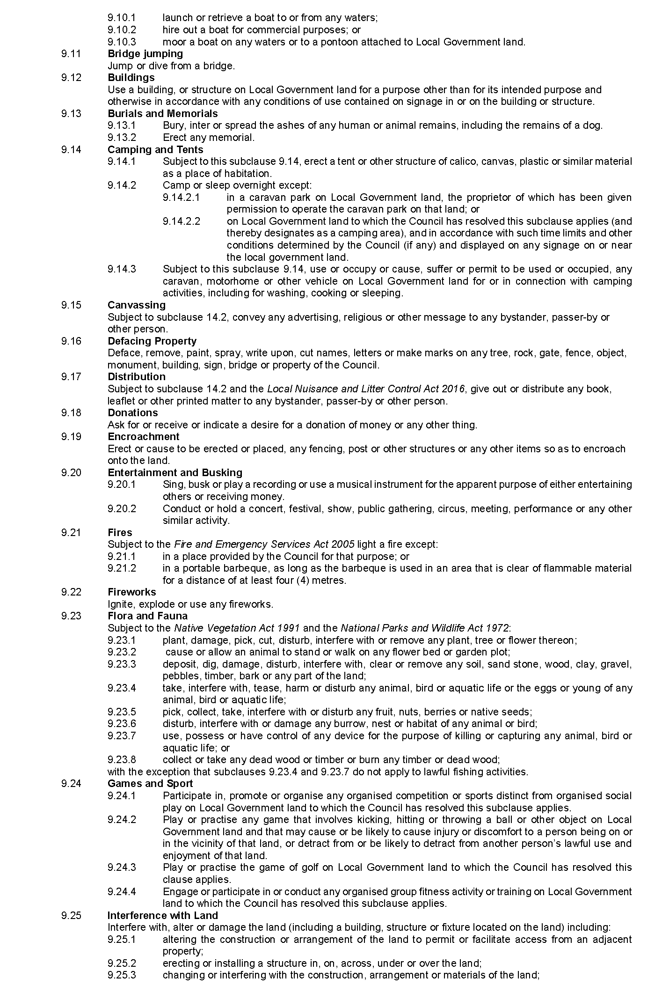 9.10.1 launch or retrieve a boat to or from any waters;
9.10.2 hire out a boat for commercial purposes; or
9.10.3 moor a boat on any waters or to a pontoon attached to Local Government land.
9.11 Bridge jumping
Jump or dive from a bridge.
9.12 Buildings
Use a building, or structure on Local Government land for a purpose other than for its intended purpose and
otherwise in accordance with any conditions of use contained on signage in or on the building or structure.
9.13 Burials and Memorials
9.13.1 Bury, inter or spread the ashes of any human or animal remains, including the remains of a dog.
9.13.2 Erect any memorial.
9.14 Camping and Tents
9.14.1 Subject to this subclause 9.14, erect a tent or other structure of calico, canvas, plastic or similar material
as a place of habitation.
9.14.2 Camp or sleep overnight except:
9.14.2.1 in a caravan park on Local Government land, the proprietor of which has been given
permission to operate the caravan park on that land; or
9.14.2.2 on Local Government land to which the Council has resolved this subclause applies (and
thereby designates as a camping area), and in accordance with such time limits and other
conditions determined by the Council (if any) and displayed on any signage on or near
the local government land.
9.14.3 Subject to this subclause 9.14, use or occupy or cause, suffer or permit to be used or occupied, any
caravan, motorhome or other vehicle on Local Government land for or in connection with camping
activities, including for washing, cooking or sleeping.
9.15 Canvassing
Subject to subclause 14.2, convey any advertising, religious or other message to any bystander, passer-by or
other person.
9.16 Defacing Property
Deface, remove, paint, spray, write upon, cut names, letters or make marks on any tree, rock, gate, fence, object,
monument, building, sign, bridge or property of the Council.
9.17 Distribution
Subject to subclause 14.2 and the Local Nuisance and Litter Control Act 2016, give out or distribute any book,
leaflet or other printed matter to any bystander, passer-by or other person.
9.18 Donations
Ask for or receive or indicate a desire for a donation of money or any other thing.
9.19 Encroachment
Erect or cause to be erected or placed, any fencing, post or other structures or any other items so as to encroach
onto the land.
9.20 Entertainment and Busking
9.20.1 Sing, busk or play a recording or use a musical instrument for the apparent purpose of either entertaining
others or receiving money.
9.20.2 Conduct or hold a concert, festival, show, public gathering, circus, meeting, performance or any other
similar activity.
9.21 Fires
Subject to the Fire and Emergency Services Act 2005 light a fire except:
9.21.1 in a place provided by the Council for that purpose; or
9.21.2 in a portable barbeque, as long as the barbeque is used in an area that is clear of flammable material
for a distance of at least four (4) metres.
9.22 Fireworks
Ignite, explode or use any fireworks.
9.23 Flora and Fauna
Subject to the Native Vegetation Act 1991 and the National Parks and Wildlife Act 1972:
9.23.1 plant, damage, pick, cut, disturb, interfere with or remove any plant, tree or flower thereon;
9.23.2 cause or allow an animal to stand or walk on any flower bed or garden plot;
9.23.3 deposit, dig, damage, disturb, interfere with, clear or remove any soil, sand stone, wood, clay, gravel,
pebbles, timber, bark or any part of the land;
9.23.4 take, interfere with, tease, harm or disturb any animal, bird or aquatic life or the eggs or young of any
animal, bird or aquatic life;
9.23.5 pick, collect, take, interfere with or disturb any fruit, nuts, berries or native seeds;
9.23.6 disturb, interfere with or damage any burrow, nest or habitat of any animal or bird;
9.23.7 use, possess or have control of any device for the purpose of killing or capturing any animal, bird or
aquatic life; or
9.23.8 collect or take any dead wood or timber or burn any timber or dead wood;
with the exception that subclauses 9.23.4 and 9.23.7 do not apply to lawful fishing activities.
9.24 Games and Sport
9.24.1 Participate in, promote or organise any organised competition or sports distinct from organised social
play on Local Government land to which the Council has resolved this subclause applies.
9.24.2 Play or practise any game that involves kicking, hitting or throwing a ball or other object on Local
Government land and that may cause or be likely to cause injury or discomfort to a person being on or
in the vicinity of that land, or detract from or be likely to detract from another person’s lawful use and
enjoyment of that land.
9.24.3 Play or practise the game of golf on Local Government land to which the Council has resolved this
clause applies.
9.24.4 Engage or participate in or conduct any organised group fitness activity or training on Local Government
land to which the Council has resolved this subclause applies.
9.25 Interference with Land
Interfere with, alter or damage the land (including a building, structure or fixture located on the land) including:
9.25.1 altering the construction or arrangement of the land to permit or facilitate access from an adjacent
property;
9.25.2 erecting or installing a structure in, on, across, under or over the land;
9.25.3 changing or interfering with the construction, arrangement or materials of the land;